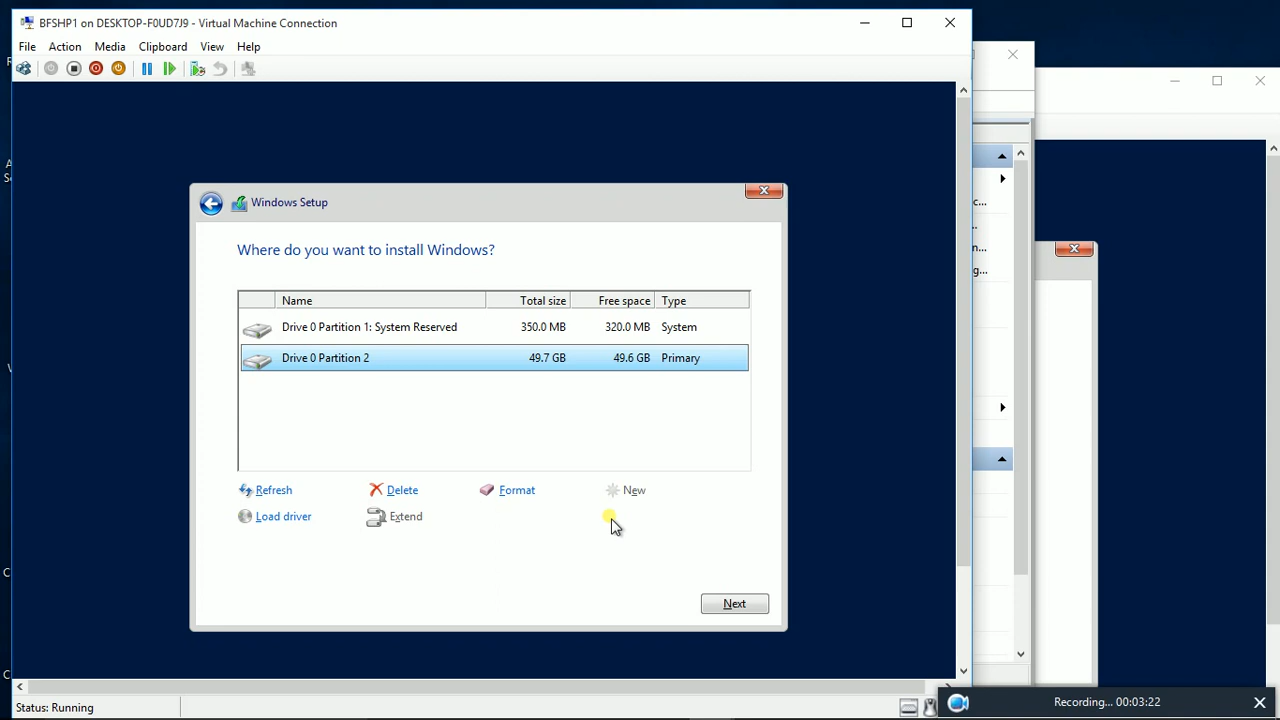 BFSHP1 on DESKTOP-F0UD7J9 - Virtual Machine Connection
File Action Media Clipboard View Help
Windows Setup
Where do you want to install Windows?
Name Total size Free space Type
Drive 0 Partition 1: System Reserved 350.0 MB 320.0 MB System
Drive 0 Partition 2 49.7 GB 49.6 GB Primary
Refresh Delete Format New
Load driver Extend
Next
Status: Running
Recording... 00:03:22